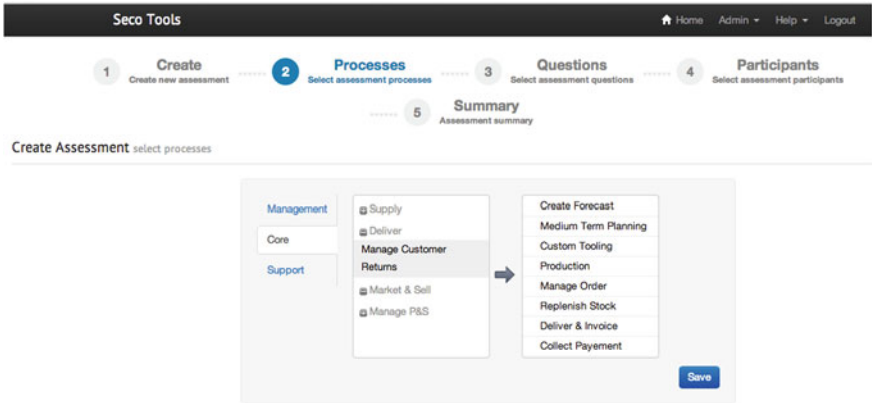 Seco Tools Home Admin Help Logout
1 Create 2 Processes 3 Questions 4 Participants
Create new assessment Select assessment processes Select assessment questions Select assessment participants
5 Summary
Assessment summary
Create Assessment select processes
Management
Core
Support
Supply
Deliver
Manage Customer
Returns
Market & Sell
Manage P&S
Create Forecast
Medium Term Planning
Custom Tooling
Production
Manage Order
Replenish Stock
Deliver & Invoice
Collect Payement
Save